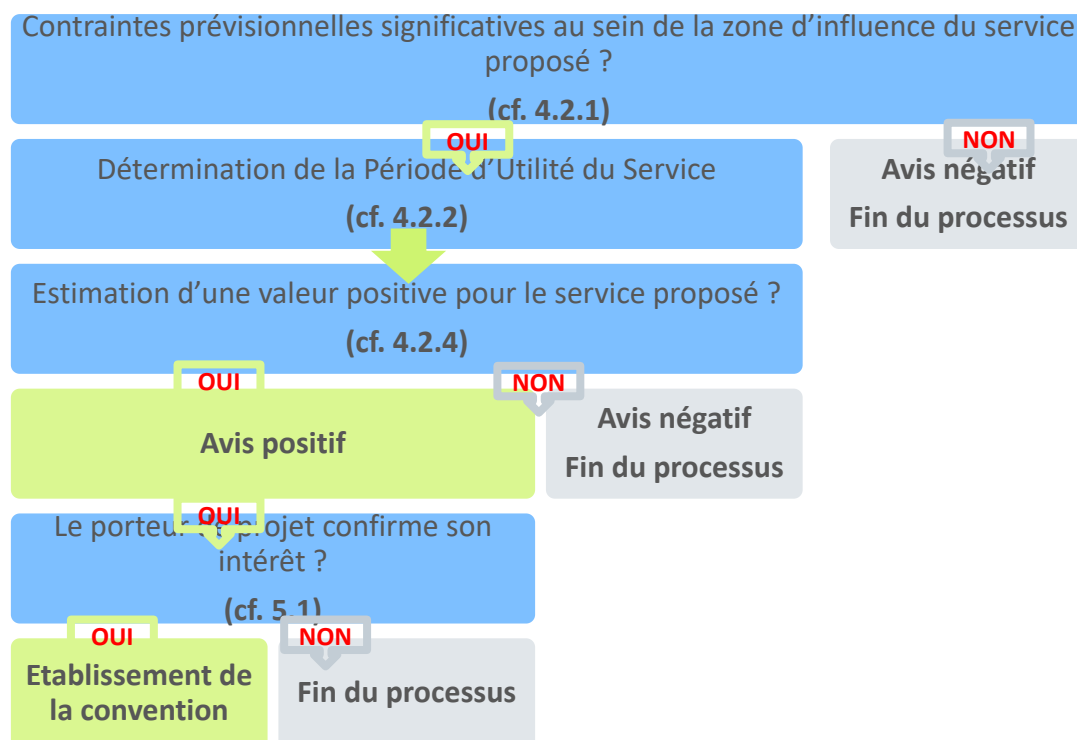 Contraintes prévisionnelles significatives au sein de la zone d’influence du service
proposé ?
(cf. 4.2.1)
OUI
NON
Détermination de la Période d’Utilité du Service
(cf. 4.2.2)
Avis négatif
Fin du processus
Estimation d’une valeur positive pour le service proposé ?
(cf. 4.2.4)
OUI
NON
Avis positif
Avis négatif
Fin du processus
OUI
Le porteur de projet confirme son
intérêt ?
(cf. 5.1)
OUI
NON
Etablissement de
la convention
Fin du processus